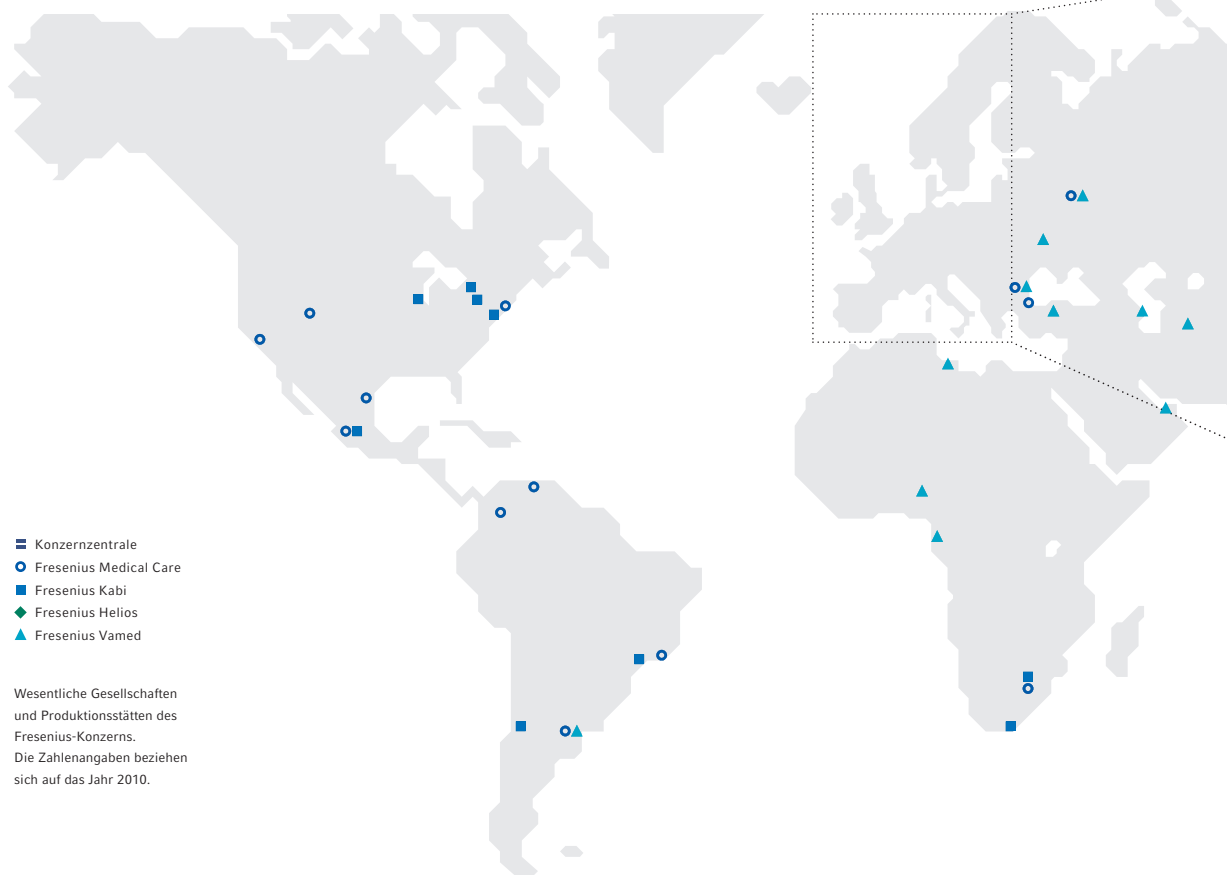 Konzernzentrale
Fresenius Medical Care
Fresenius Kabi
Fresenius Helios
Fresenius Vamed
Wesentliche Gesellschaften
und Produktionsstätten des
Fresenius-Konzerns.
Die Zahlenangaben beziehen
sich auf das Jahr 2010.